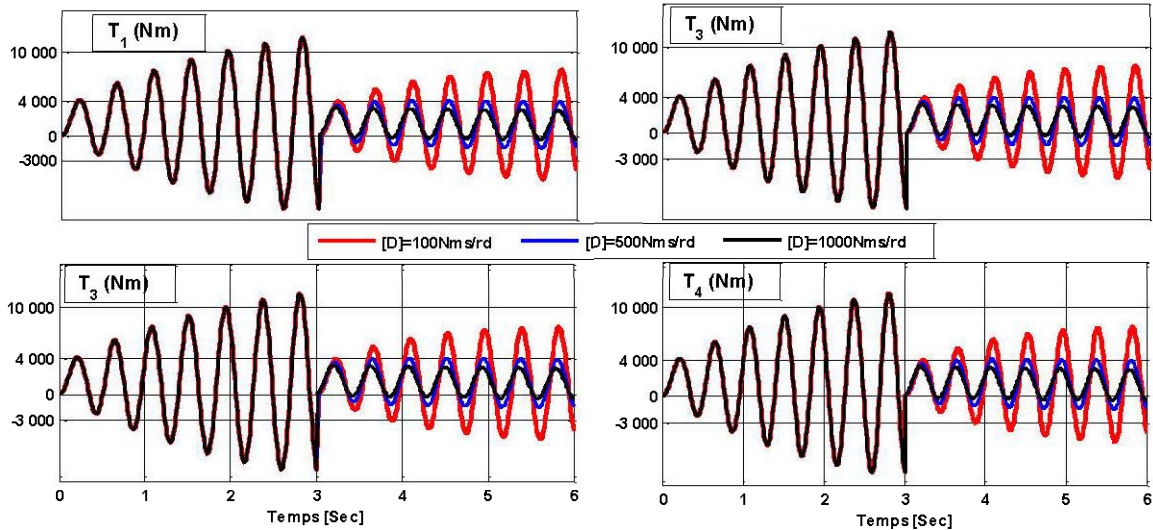 T1 (Nm)
10 000
4 000
0
-3000
T3 (Nm)
10 000
4 000
0
-3 000
[D]=100Nms/rd [D]=500Nms/rd [D]=1000Nms/rd
T3 (Nm)
10 000
4 000
0
-3 000
0 1 2 3 4 5 6
Temps [Sec]
T4 (Nm)
10 000
4 000
0
-3 000
0 1 2 3 4 5 6
Temps [Sec]